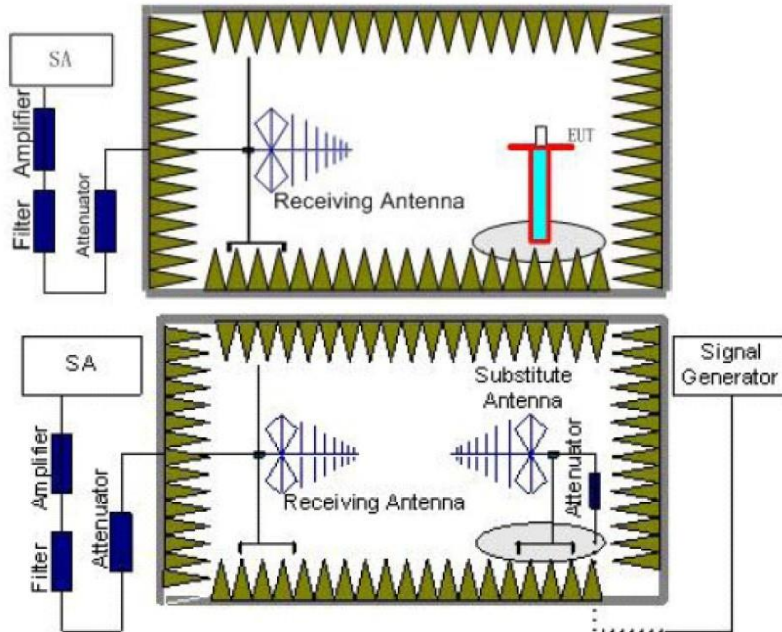 SA
Amplifier
Filter
Attenuator
Receiving Antenna
EUT
SA
Amplifier
Filter
Attenuator
Receiving Antenna
Substitute
Antenna
Attenuator
Signal
Generator